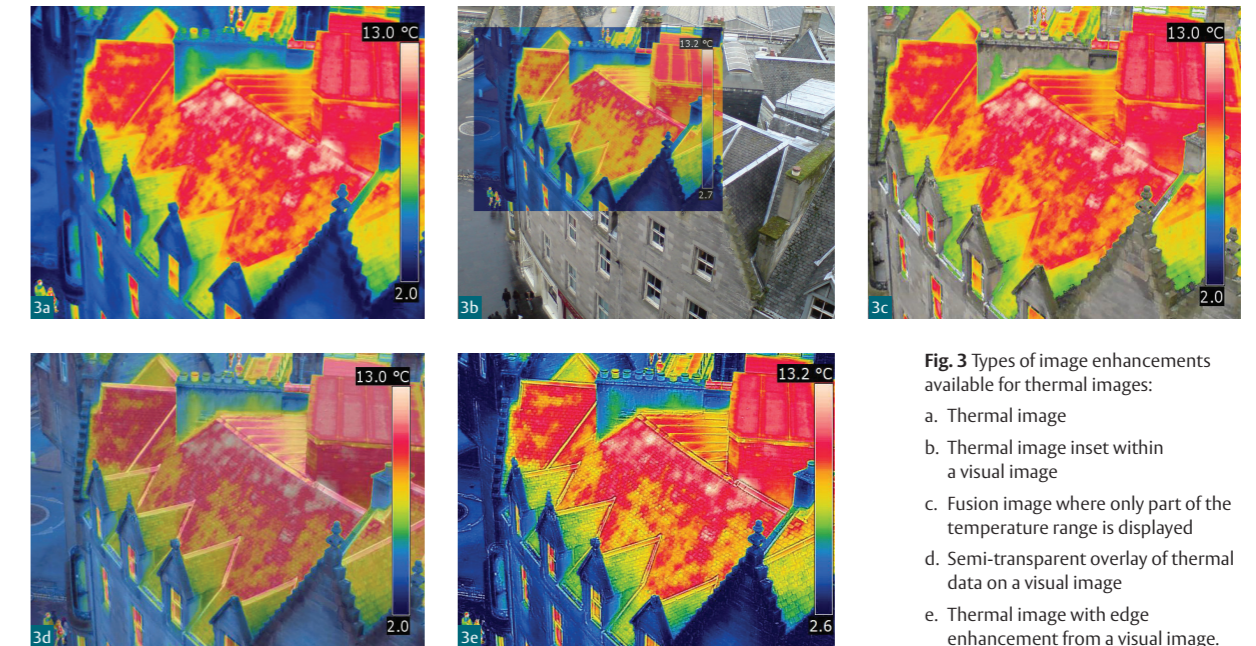 13.0 °C
2.0
3a
13.2 °C
2.7
3b
13.0 °C
2.0
3c
13.0 °C
2.0
3d
13.2 °C
2.6
3e
Fig. 3 Types of image enhancements
available for thermal images:
a. Thermal image
b. Thermal image inset within
a visual image
c. Fusion image where only part of the
temperature range is displayed
d. Semi-transparent overlay of thermal
data on a visual image
e. Thermal image with edge
enhancement from a visual image.